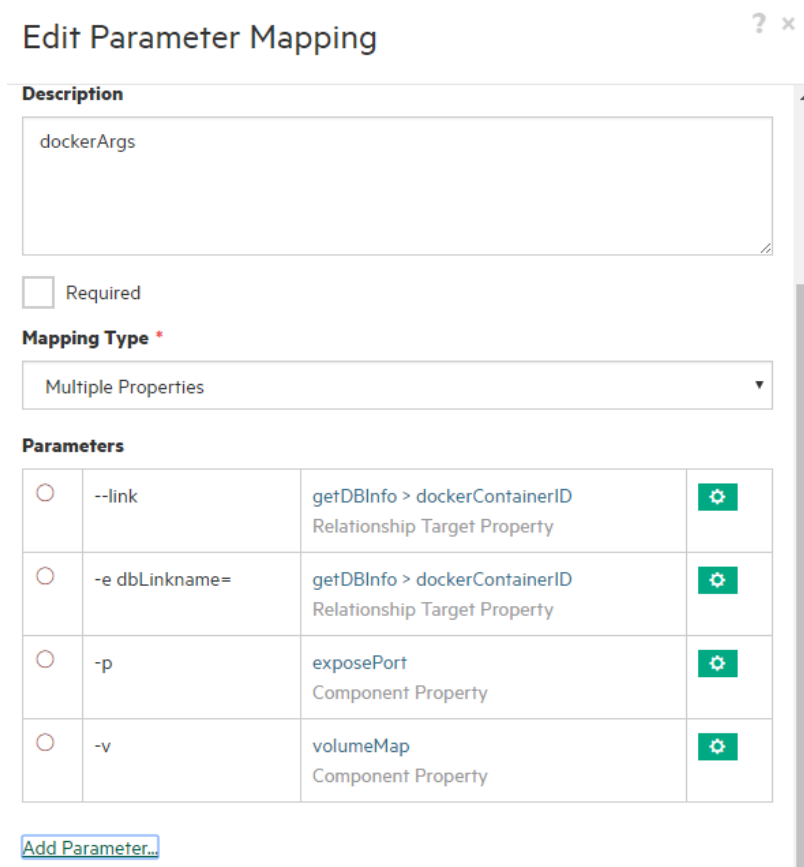 Edit Parameter Mapping
? ×
Description
dockerArgs
Required
Mapping Type *
Multiple Properties
Parameters
--link
getDBInfo > dockerContainerID
Relationship Target Property
-e dbLinkname=
getDBInfo > dockerContainerID
Relationship Target Property
-p
exposePort
Component Property
-v
volumeMap
Component Property
Add Parameter...